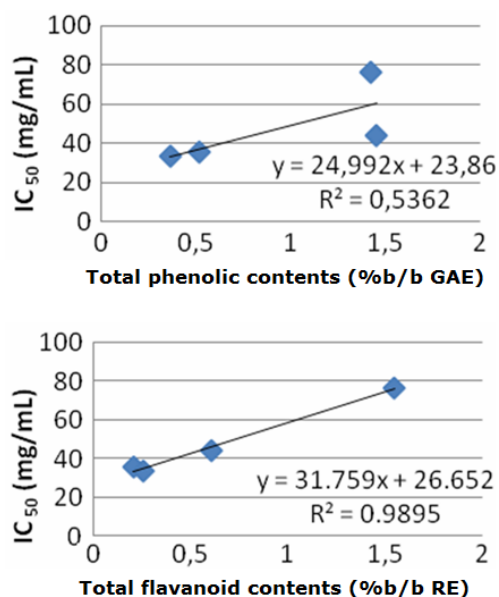 100
80
60
40
20
0
IC50 (mg/mL)
y = 24,992x + 23,86
R² = 0,5362
0 0,5 1 1,5 2
Total phenolic contents (%b/b GAE)
100
80
60
40
20
0
IC50 (mg/mL)
y = 31.759x + 26.652
R² = 0.9895
0 0,5 1 1,5 2
Total flavanoid contents (%b/b RE)